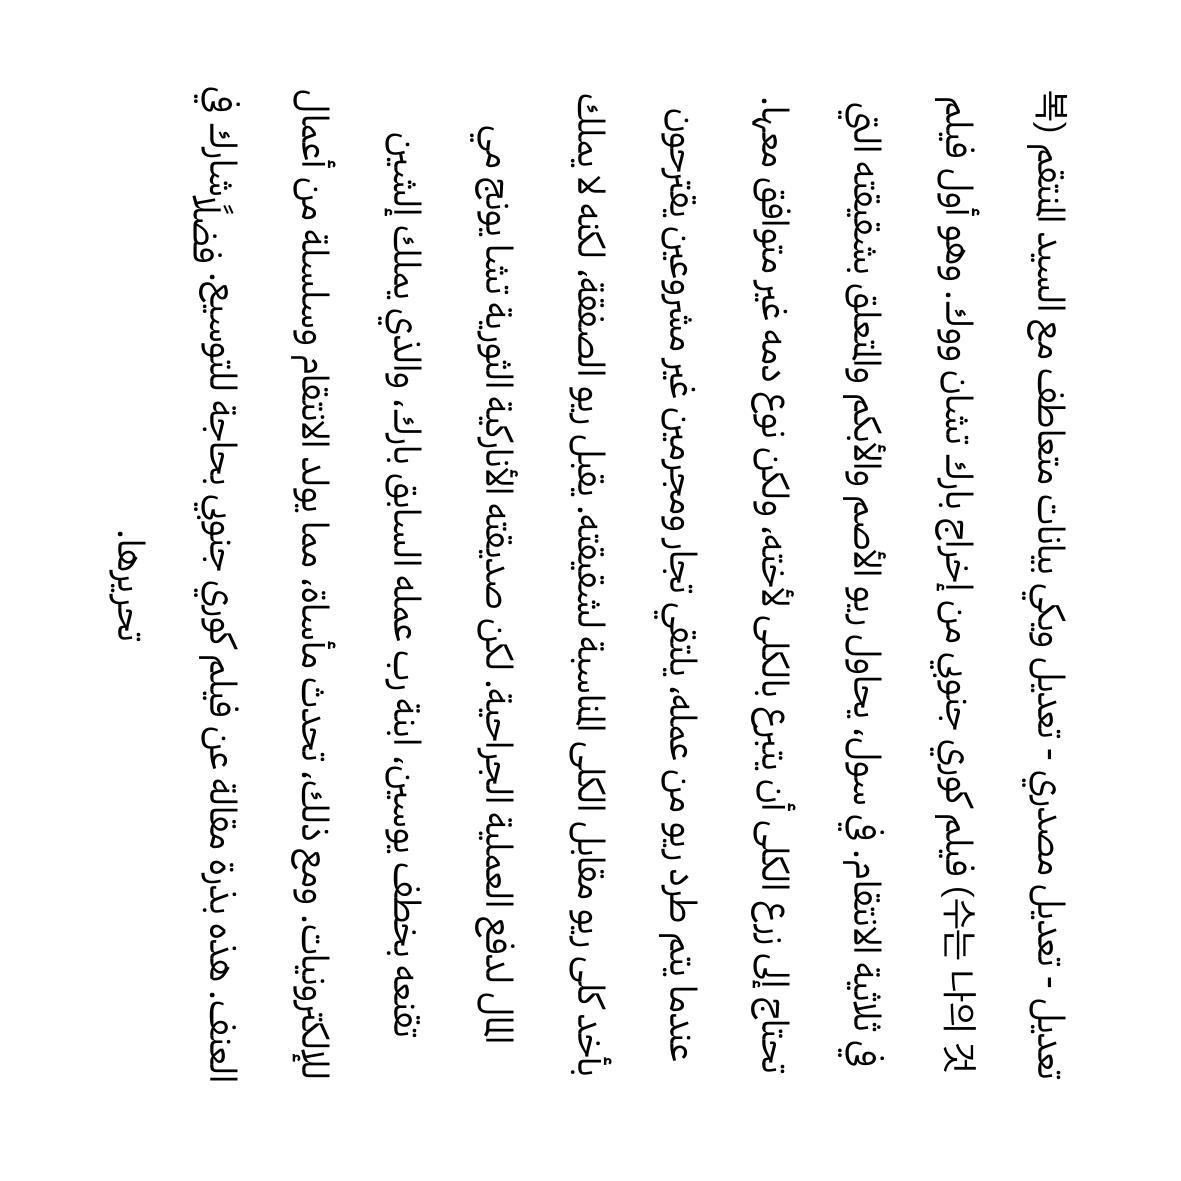 تعديل - تعديل مصدري - تعديل ويكي بيانات متعاطف مع السيد المنتقم (복
수는 나의 것) فيلم كوري جنوبي من إخراج بارك تشان ووك. وهو أول فيلم
في ثلاثية الانتقام. في سول، يحاول ريو الأصم والأبكم والمتعلق بشقيقته التي
تحتاج إلى زرع الكلى أن يتبرع بالكلى لأخته، ولكن نوع دمه غير متوافق معها.
عندما يتم طرد ريو من عمله، يلتقي تجار ومجرمين غير مشروعين يقترحون
بأخد كلى ريو مقابل الكلى المناسبة لشقيقته. يقبل ريو الصفقة، لكنه لا يملك
المال لدفع العملية الجراحية. لكن صديقته الأناركية الثورية تشا يونج مي
تقنعه بخطف يوسين، ابنة رب عمله السابق بارك، والذي يملك إلشين
للإلكترونيات. ومع ذلك، تحدث مأساة، مما يولد الانتقام وسلسلة من أعمال
العنف. هذه بذرة مقالة عن فيلم كوري جنوبي بحاجة للتوسيع. فضلًا شارك في
تحريرها.